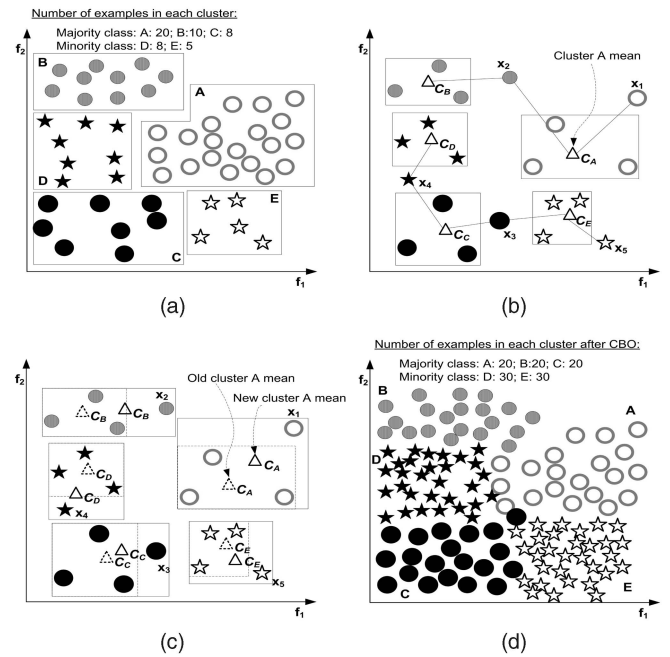 Number of examples in each cluster:
Majority class: A: 20; B:10; C: 8
Minority class: D: 8; E: 5
f2
B
A
D
E
C
f1
(a)
f2
x2
Cluster A mean
x1
CB
CD
CA
x4
CE
CC
x3
x5
f1
(b)
f2
Old cluster A mean
New cluster A mean
x2
x1
CB
CB
CA
CD
CA
CD
x4
CE
CC
CC
x3
CE
x5
f1
(c)
Number of examples in each cluster after CBO:
Majority class: A: 20; B:20; C: 20
Minority class: D: 30; E: 30
f2
B
A
D
C
E
f1
(d)